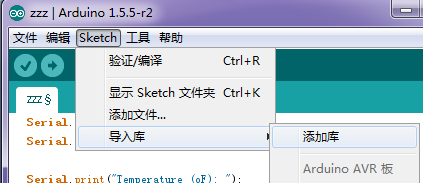 zzz | Arduino 1.5.5-r2
文件 编辑 Sketch 工具 帮助
验证/编译 Ctrl+R
显示 Sketch 文件夹 Ctrl+K
添加文件...
导入库
添加库
Arduino AVR 板
zzz §
Serial.
Serial.
Serial.print("Temperature (oF): ");